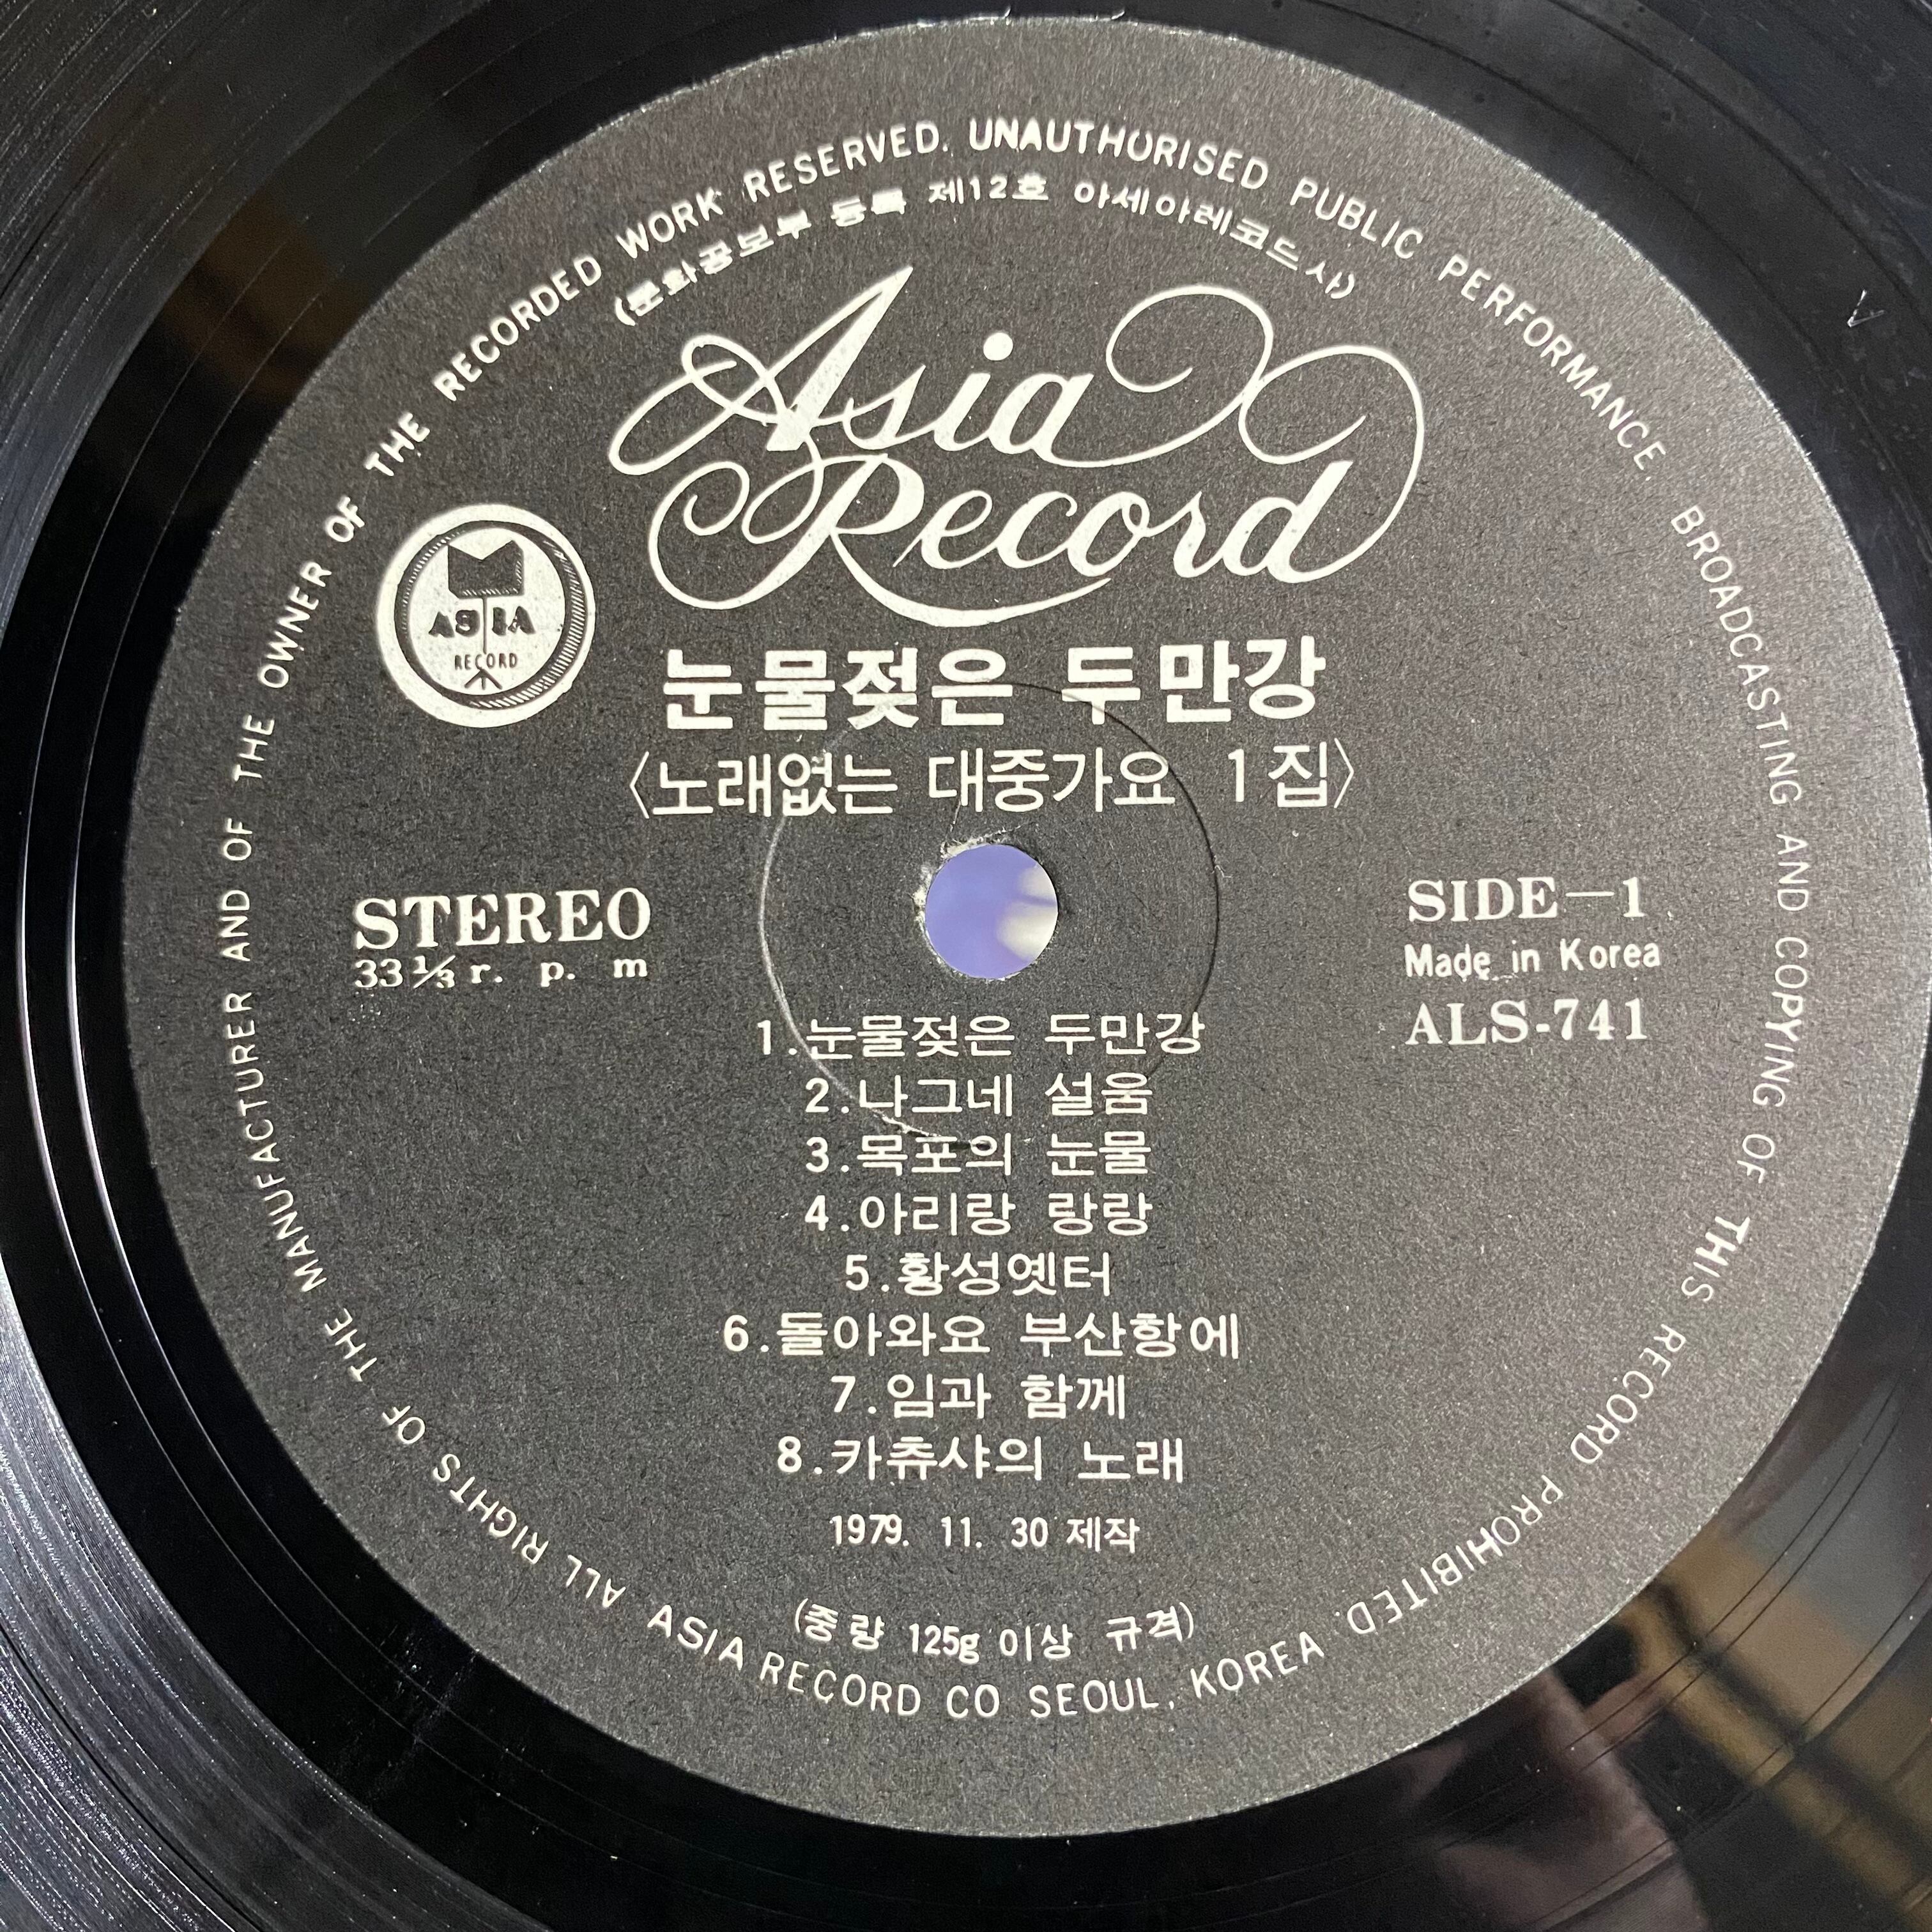 ALL RIGHTS OF THE MANUFACTURER AND OF THE OWNER OF THE RECORDED WORK RESERVED. UNAUTHORISED PUBLIC PERFORMANCE BROADCASTING AND COPYING OF THIS RECORD PROHIBITED.
(문화공보부 등록 제12호 아세아레코드사)
Asia
Record
ASIA
RECORD
눈물젖은 두만강
〈노래없는 대중가요 1집〉
STEREO
33⅓ r. p. m
SIDE—1
Made in Korea
ALS-741
1.눈물젖은 두만강
2.나그네 설움
3.목포의 눈물
4.아리랑 랑랑
5.황성옛터
6.돌아와요 부산항에
7.임과 함께
8.카츄샤의 노래
1979. 11. 30 제작
(중량 125g 이상 규격)
ASIA RECORD CO SEOUL, KOREA